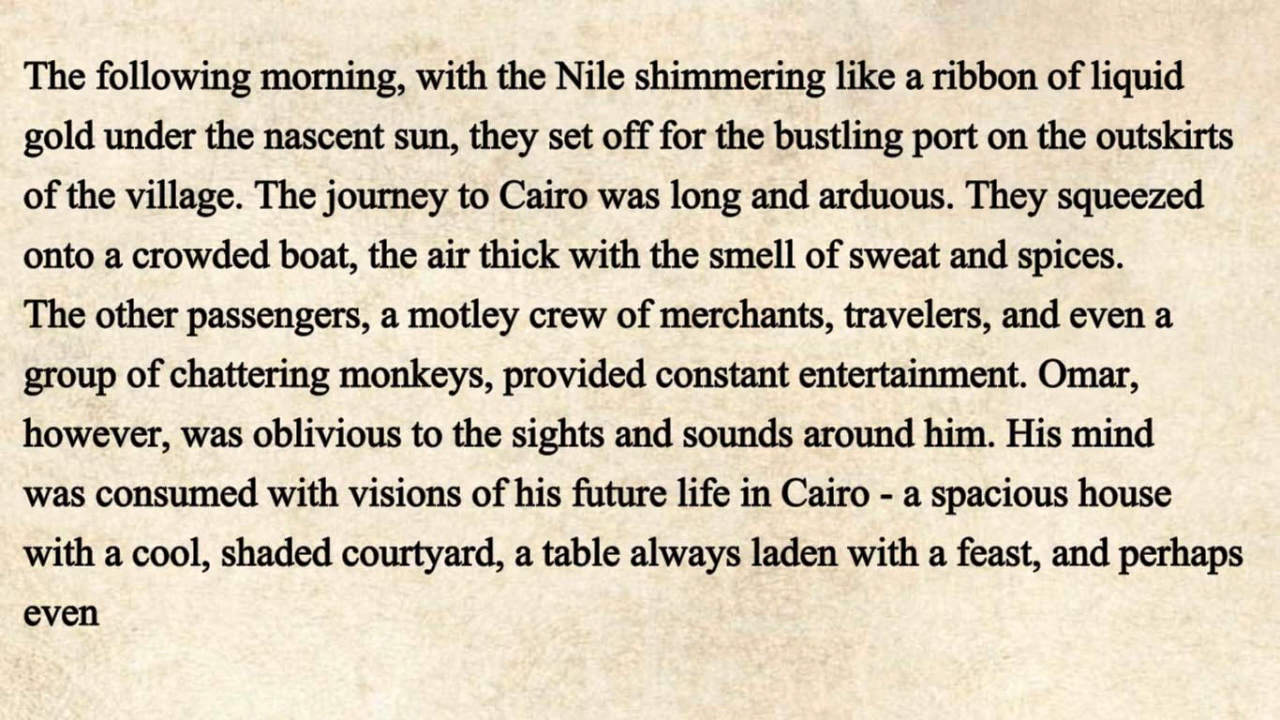 The following morning, with the Nile shimmering like a ribbon of liquid
gold under the nascent sun, they set off for the bustling port on the outskirts
of the village. The journey to Cairo was long and arduous. They squeezed
onto a crowded boat, the air thick with the smell of sweat and spices.
The other passengers, a motley crew of merchants, travelers, and even a
group of chattering monkeys, provided constant entertainment. Omar,
however, was oblivious to the sights and sounds around him. His mind
was consumed with visions of his future life in Cairo - a spacious house
with a cool, shaded courtyard, a table always laden with a feast, and perhaps
even